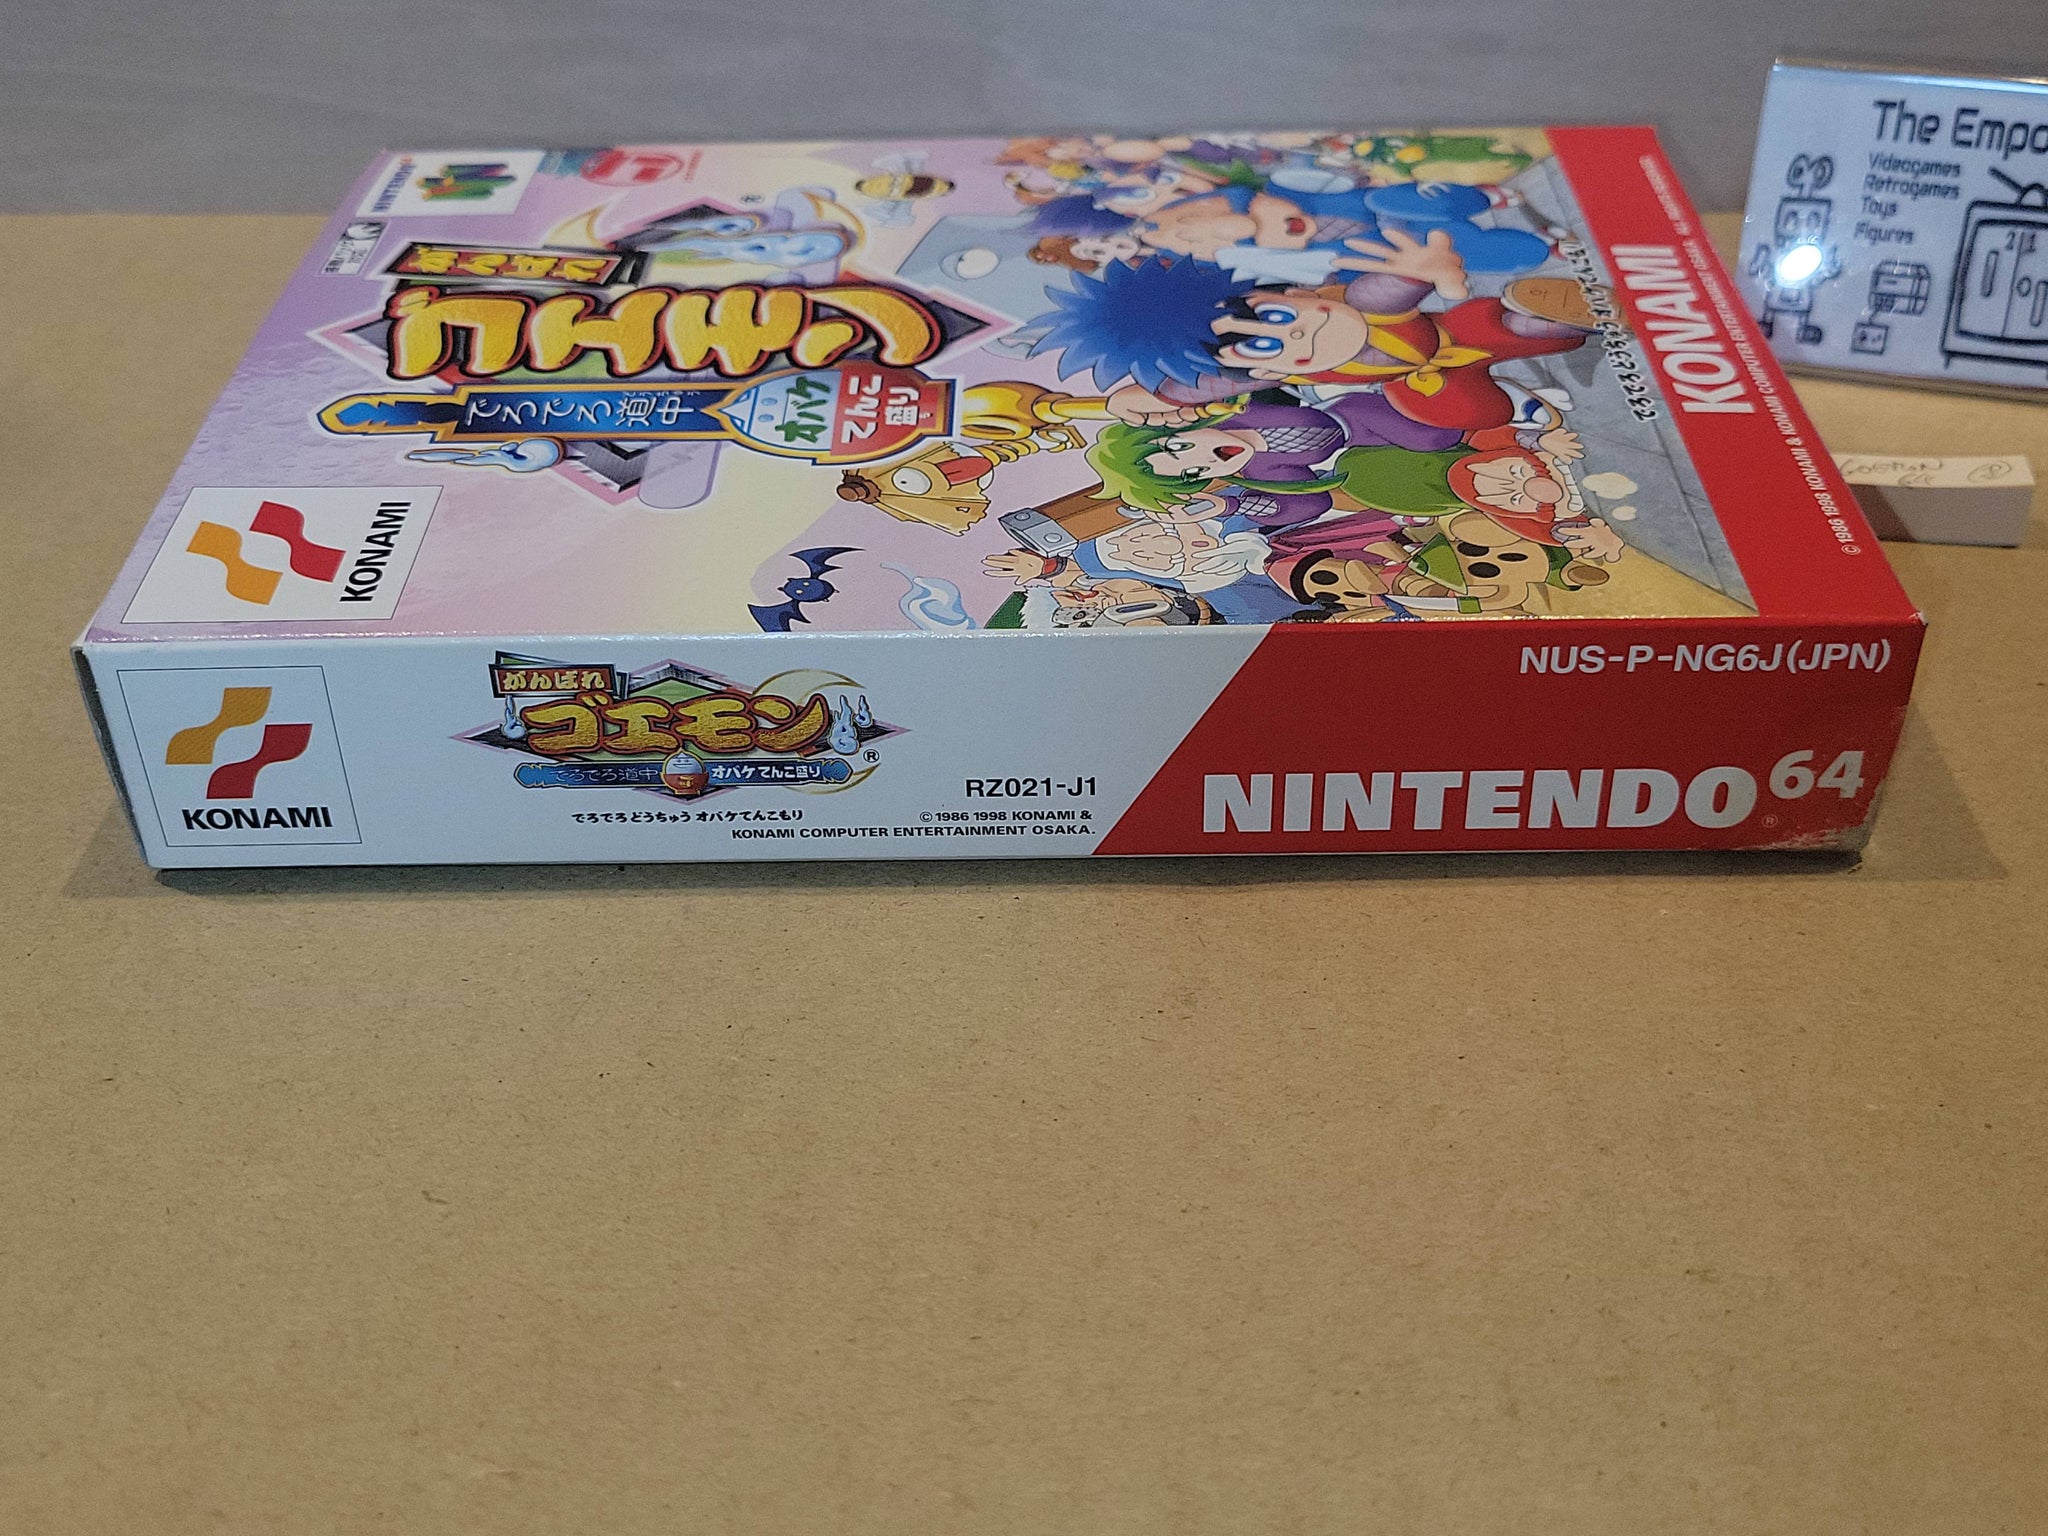 NINTENDO64
がんばれ
ゴエモン
®
でろでろ道中
オバケ
てんこ
盛り
KONAMI
でろでろどうちゅうオバケてんこもり
KONAMI
©1986 1998 KONAMI & KONAMI COMPUTER ENTERTAINMENT OSAKA ALL RIGHTS RESERVED.
The Empo
Videogames
Retrogames
Toys
Figures
KONAMI
がんばれ
ゴエモン
®
でろでろ道中 オバケてんこ盛り
でろでろどうちゅう オバケてんこもり
RZ021-J1
©1986 1998 KONAMI &
KONAMI COMPUTER ENTERTAINMENT OSAKA.
NUS-P-NG6J(JPN)
NINTENDO64
®